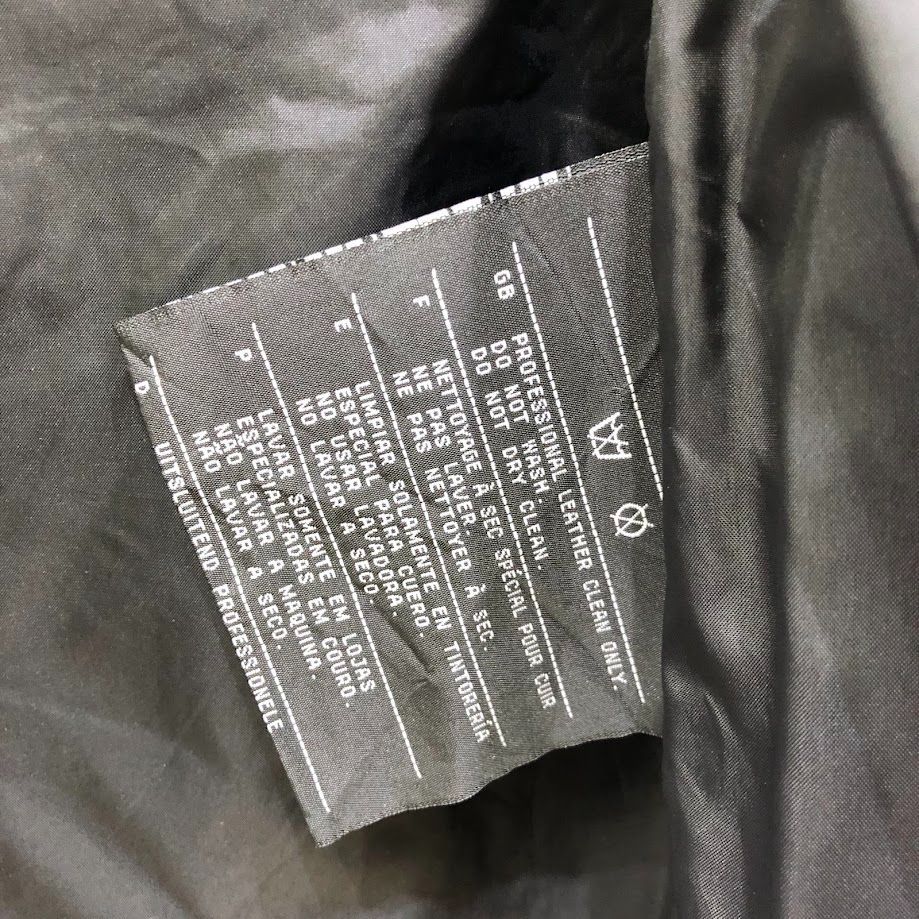 GB
PROFESSIONAL LEATHER CLEAN ONLY.
DO NOT WASH.
DO NOT DRY CLEAN.
F
NETTOYAGE À SEC SPÉCIAL POUR CUIR
NE PAS LAVER.
NE PAS NETTOYER À SEC.
E
LIMPIAR SOLAMENTE EN TINTORERÍA
ESPECIAL PARA CUERO.
NO USAR LAVADORA.
NO LAVAR A SECO.
P
LAVAR SOMENTE EM LOJAS
ESPECIALIZADAS EM COURO.
NÃO LAVAR A MAQUINA.
NÃO LAVAR A SECO.
D
UITSLUITEND PROFESSIONELE